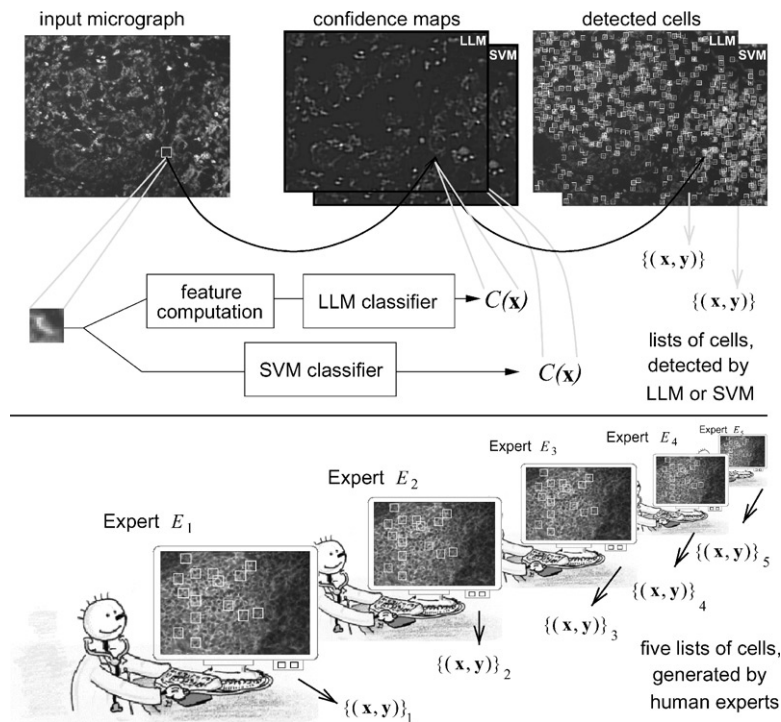 input micrograph
confidence maps
detected cells
LLM
SVM
LLM
SVM
{(x,y)}
{(x,y)}
feature computation
LLM classifier
C(x)
SVM classifier
C(x)
lists of cells,
detected by
LLM or SVM
Expert E1
Expert E2
Expert E3
Expert E4
Expert E5
{(x,y)}1
{(x,y)}2
{(x,y)}3
{(x,y)}4
{(x,y)}5
five lists of cells,
generated by
human experts